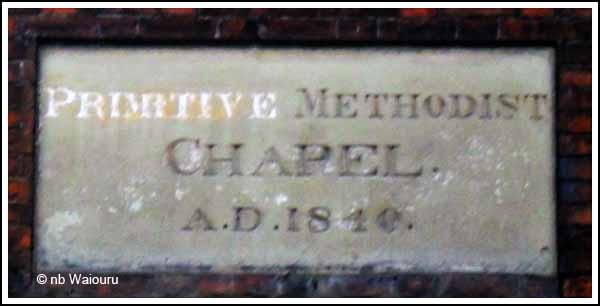 PRIMITIVE METHODIST
CHAPEL.
A.D. 1840.
© nb Waiouru